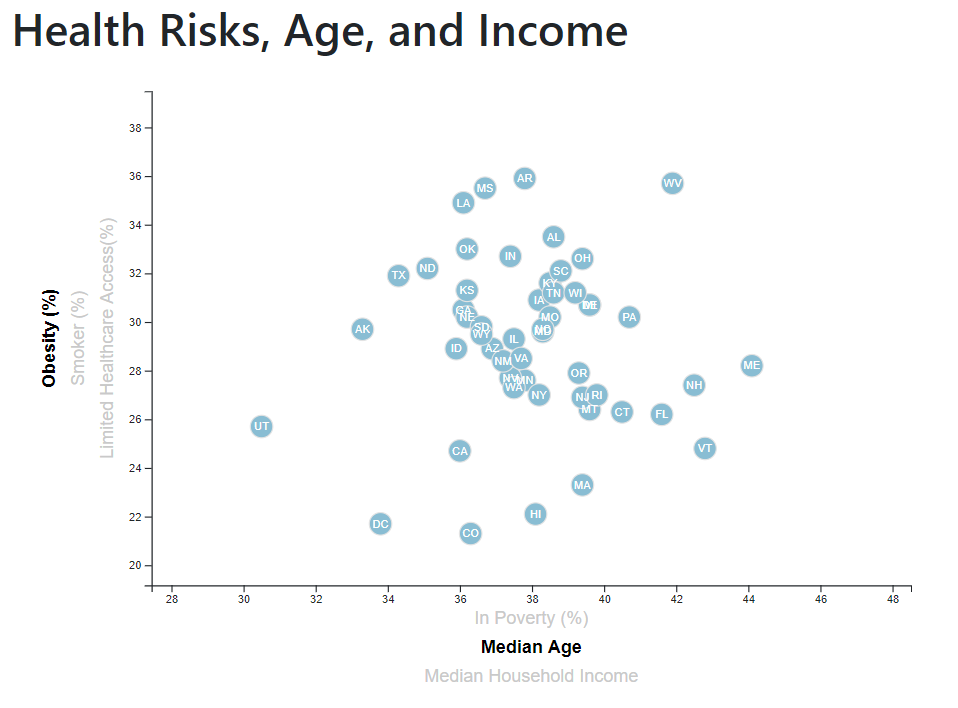 Health Risks, Age, and Income
Obesity (%)
Smoker (%)
Limited Healthcare Access(%)
38
36
34
32
30
28
26
24
22
20
AR
WV
MS
LA
AL
OK
IN
OH
SC
ND
TX
KY
KS
TN
WI
IA
GA
NE
MO
PA
AK
SD
WY
MD
IL
ID
AZ
VA
NM
ME
OR
NV
MN
WA
NH
NY
NJ
RI
MT
CT
FL
UT
VT
CA
MA
HI
DC
CO
28
30
32
34
36
38
40
42
44
46
48
In Poverty (%)
Median Age
Median Household Income